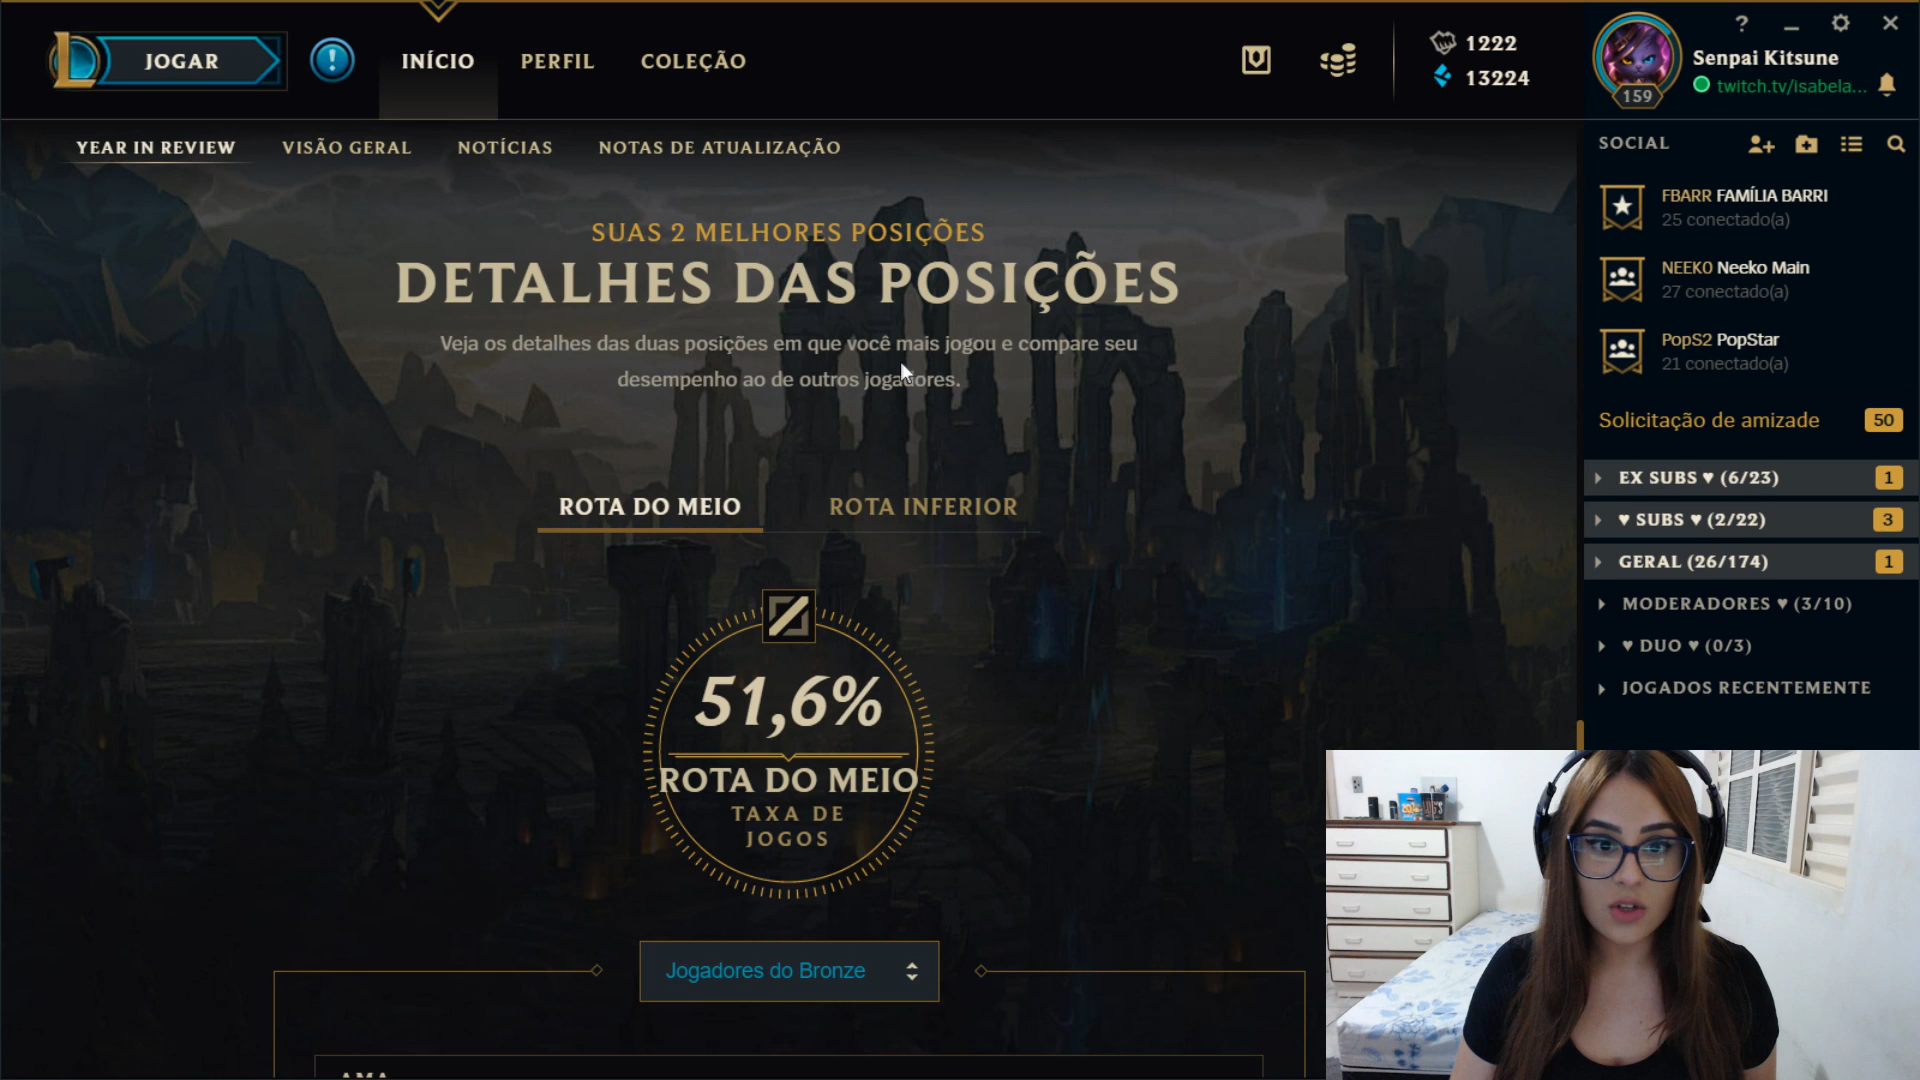 JOGAR
INÍCIO
PERFIL
COLEÇÃO
1222
13224
?
159
Senpai Kitsune
twitch.tv/isabela...
YEAR IN REVIEW
VISÃO GERAL
NOTÍCIAS
NOTAS DE ATUALIZAÇÃO
SUAS 2 MELHORES POSIÇÕES
DETALHES DAS POSIÇÕES
Veja os detalhes das duas posições em que você mais jogou e compare seu
desempenho ao de outros jogadores.
ROTA DO MEIO
ROTA INFERIOR
51,6%
ROTA DO MEIO
TAXA DE
JOGOS
Jogadores do Bronze
AMA
SOCIAL
FBARR FAMÍLIA BARRI
25 conectado(a)
NEEKO Neeko Main
27 conectado(a)
PopS2 PopStar
21 conectado(a)
Solicitação de amizade 50
EX SUBS ♥ (6/23) 1
♥ SUBS ♥ (2/22) 3
GERAL (26/174) 1
MODERADORES ♥ (3/10)
♥ DUO ♥ (0/3)
JOGADOS RECENTEMENTE